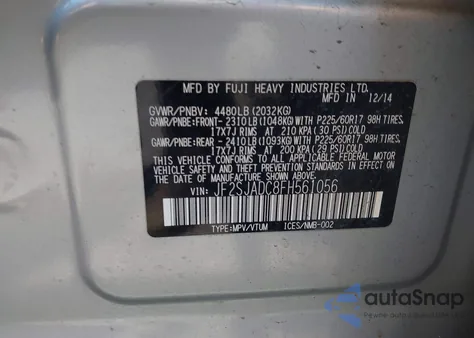 MFD BY FUJI HEAVY INDUSTRIES LTD.
MFD IN 12/14
GVWR/PNBV: 4480LB(2032KG)
GAWR/PNBE:FRONT-2310LB(1048KG)WITH P225/60R17 98H TIRES.
17X7J RIMS AT 210 KPA(30 PSI)COLD
GAWR/PNBE:REAR -2410LB(1093KG)WITH P225/60R17 98H TIRES.
17X7J RIMS AT 200 KPA(29 PSI)COLD
THIS VEHICLE CONFORMS TO ALL APPLICABLE FEDERAL MOTOR
VEHICLE SAFETY, BUMPER, AND THEFT PREVENTION STANDARDS
IN EFFECT ON THE DATE OF MANUFACTURE SHOWN ABOVE.
VIN: JF2SJADC8FH561056
TYPE:MPV/VTUM ICES/NMB-002
autoSnap